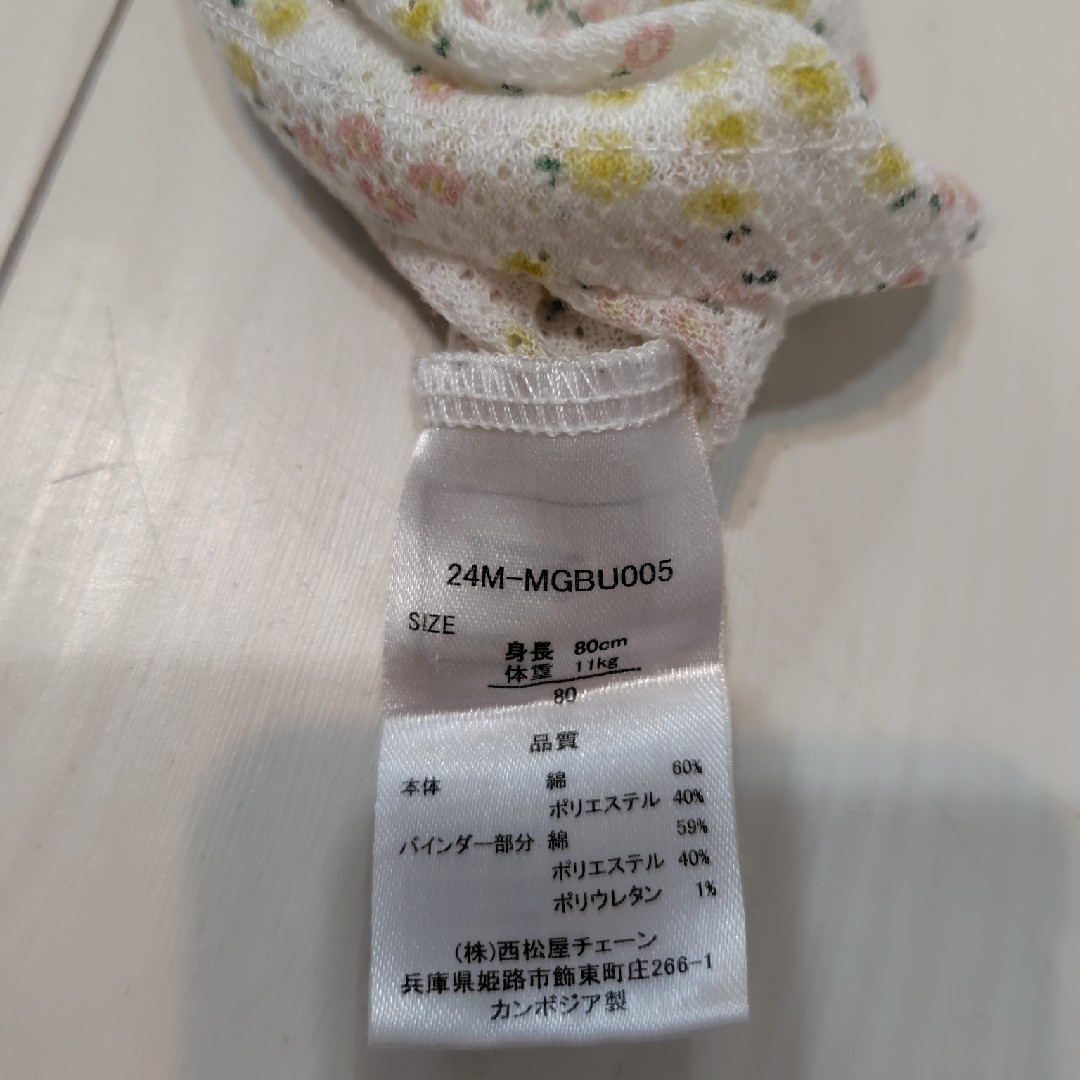 24M-MGBU005
SIZE
身長 80cm
体重 11kg
80
品質
本体 綿 60%
ポリエステル 40%
バインダー部分 綿 59%
ポリエステル 40%
ポリウレタン 1%
(株)西松屋チェーン
兵庫県姫路市飾東町庄266-1
カンボジア製